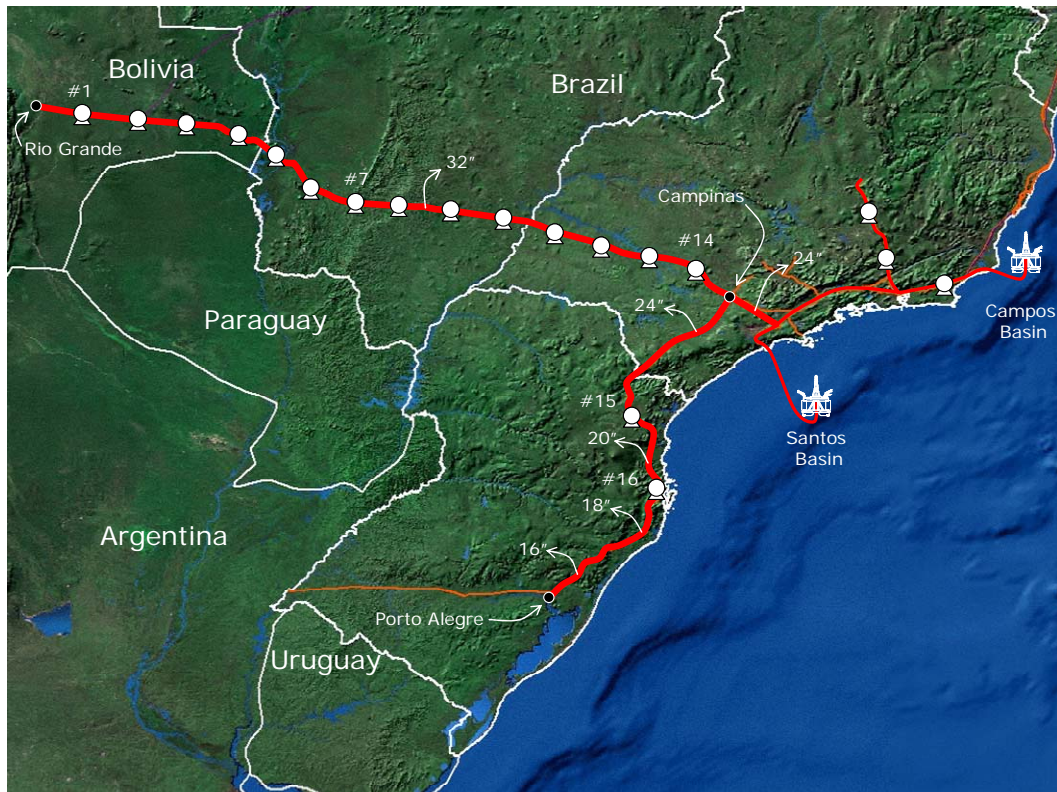 Bolivia
Brazil
#1
Rio Grande
#7
32”
Campinas
#14
24”
24”
Campos
Basin
Paraguay
#15
20”
Santos
Basin
#16
18”
Argentina
16”
Porto Alegre
Uruguay